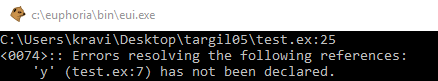 c:\euphoria\bin\eui.exe
C:\Users\kravi\Desktop\targil05\test.ex:25
<0074>:: Errors resolving the following references:
'y' (test.ex:7) has not been declared.